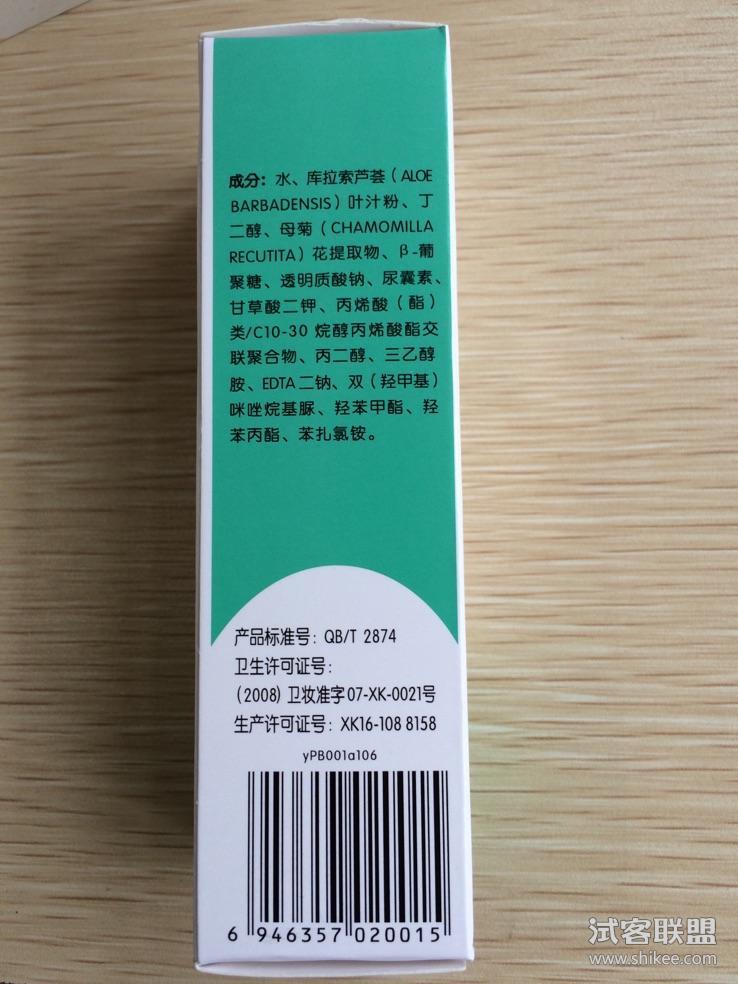 成分：水、库拉索芦荟（ALOE
BARBADENSIS）叶汁粉、丁
二醇、母菊（CHAMOMILLA
RECUTITA）花提取物、β-葡
聚糖、透明质酸钠、尿囊素、
甘草酸二钾、丙烯酸（酯）
类/C10-30 烷醇丙烯酸酯交
联聚合物、丙二醇、三乙醇
胺、EDTA 二钠、双（羟甲基）
咪唑烷基脲、羟苯甲酯、羟
苯丙酯、苯扎氯铵。
产品标准号：QB/T 2874
卫生许可证号：
(2008) 卫妆准字07-XK-0021号
生产许可证号：XK16-108 8158
yPB001a106
6 946357 020015
试客联盟
www.shikee.com